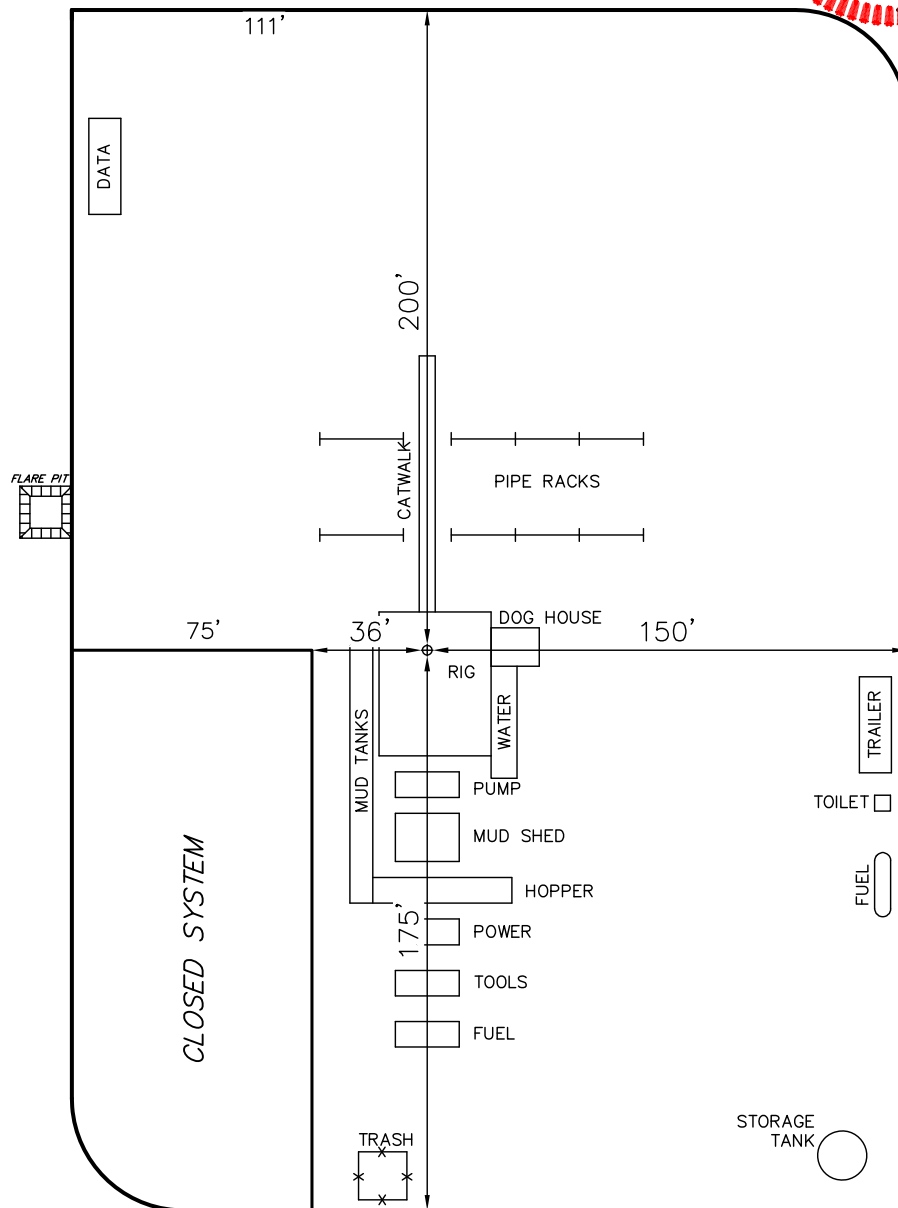 111'
DATA
200'
FLARE PIT
CATWALK
PIPE RACKS
DOG HOUSE
75'
36'
150'
RIG
MUD TANKS
WATER
TRAILER
PUMP
TOILET
MUD SHED
CLOSED SYSTEM
FUEL
HOPPER
175'
POWER
TOOLS
FUEL
STORAGE
TANK
TRASH